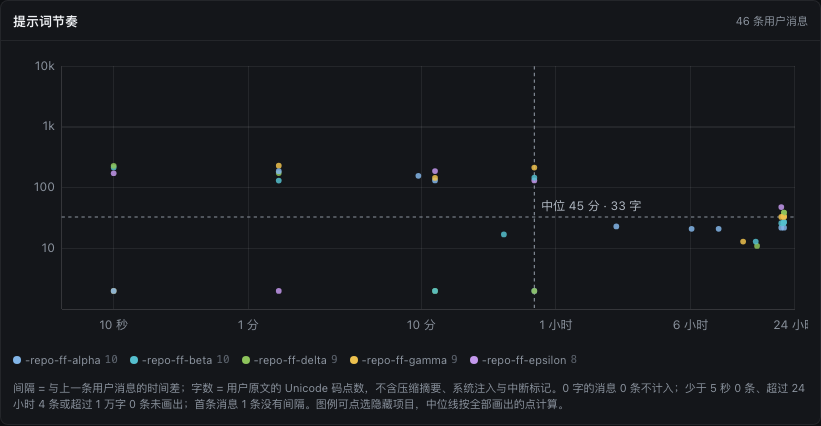 提示词节奏 46 条用户消息
10k
1k
100
中位 45 分 · 33 字
10
10 秒 1 分 10 分 1 小时 6 小时 24 小
-repo-ff-alpha 10 -repo-ff-beta 10 -repo-ff-delta 9 -repo-ff-gamma 9 -repo-ff-epsilon 8
间隔 = 与上一条用户消息的时间差；字数 = 用户原文的 Unicode 码点数，不含压缩摘要、系统注入与中断标记。0 字的消息 0 条不计入；少于 5 秒 0 条、超过 24
小时 4 条或超过 1 万字 0 条未画出；首条消息 1 条没有间隔。图例可点选隐藏项目，中位线按全部画出的点计算。